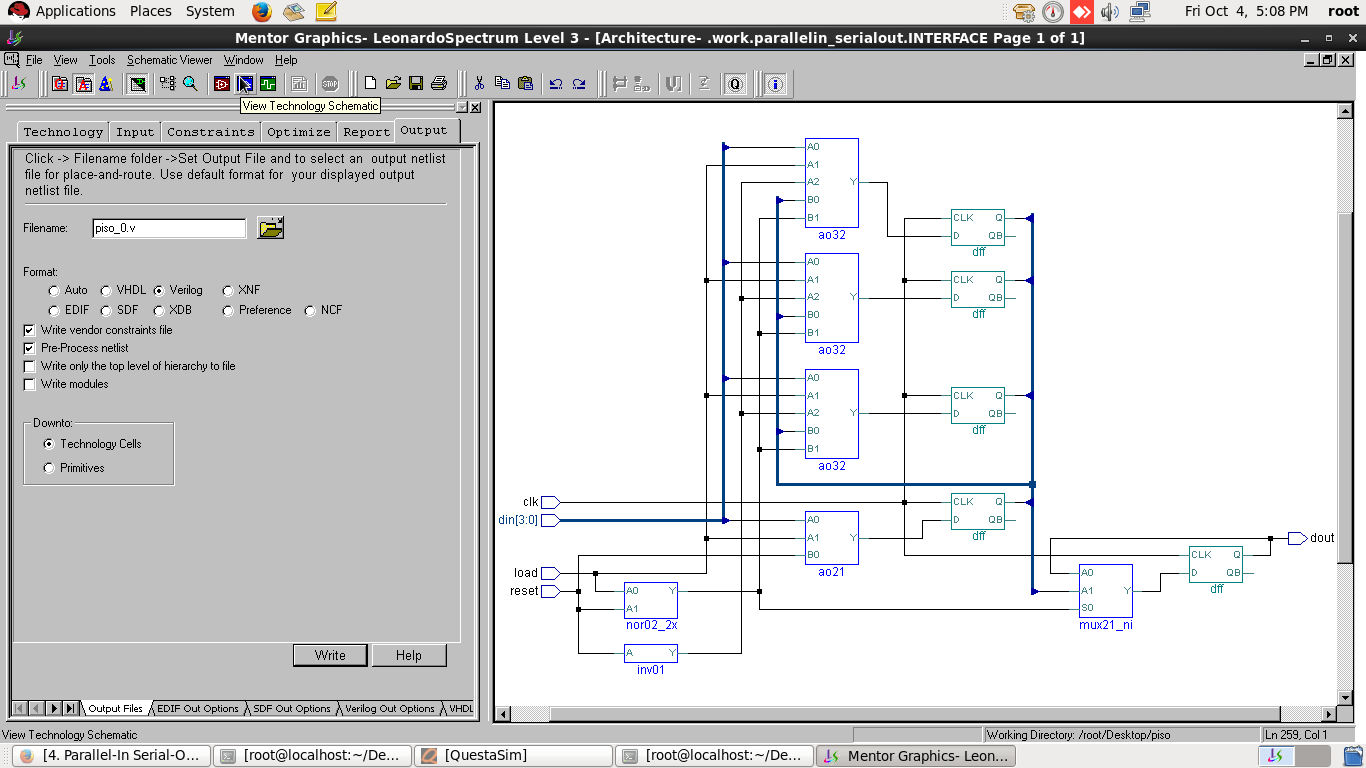 Applications Places System Fri Oct 4, 5:08 PM root
Mentor Graphics- LeonardoSpectrum Level 3 - [Architecture- .work.parallelin_serialout.INTERFACE Page 1 of 1]
File View Tools Schematic Viewer Window Help
STOP Q
View Technology Schematic
Technology Input Constraints Optimize Report Output
Click -> Filename folder ->Set Output File and to select an output netlist
file for place-and-route. Use default format for your displayed output
netlist file.
Filename: piso_0.v
Format:
Auto VHDL Verilog XNF
EDIF SDF XDB Preference NCF
Write vendor constraints file
Pre-Process netlist
Write only the top level of hierarchy to file
Write modules
Downto:
Technology Cells
Primitives
Write Help
Output Files EDIF Out Options SDF Out Options Verilog Out Options VHDL
A0
A1
A2 Y
B0
B1
ao32
CLK Q
D QB
dff
A0
A1
A2 Y
B0
B1
ao32
CLK Q
D QB
dff
A0
A1
A2 Y
B0
B1
ao32
CLK Q
D QB
dff
clk
din[3:0]
load
reset
A0
A1 Y
B0
ao21
CLK Q
D QB
dff
A0 Y
A1
nor02_2x
A Y
inv01
A0
A1 Y
S0
mux21_ni
CLK Q
D QB
dff
dout
View Technology Schematic Working Directory: /root/Desktop/piso Ln 259, Col 1
[4. Parallel-In Serial-O... [root@localhost:~/De... [QuestaSim] [root@localhost:~/De... Mentor Graphics- Leon...